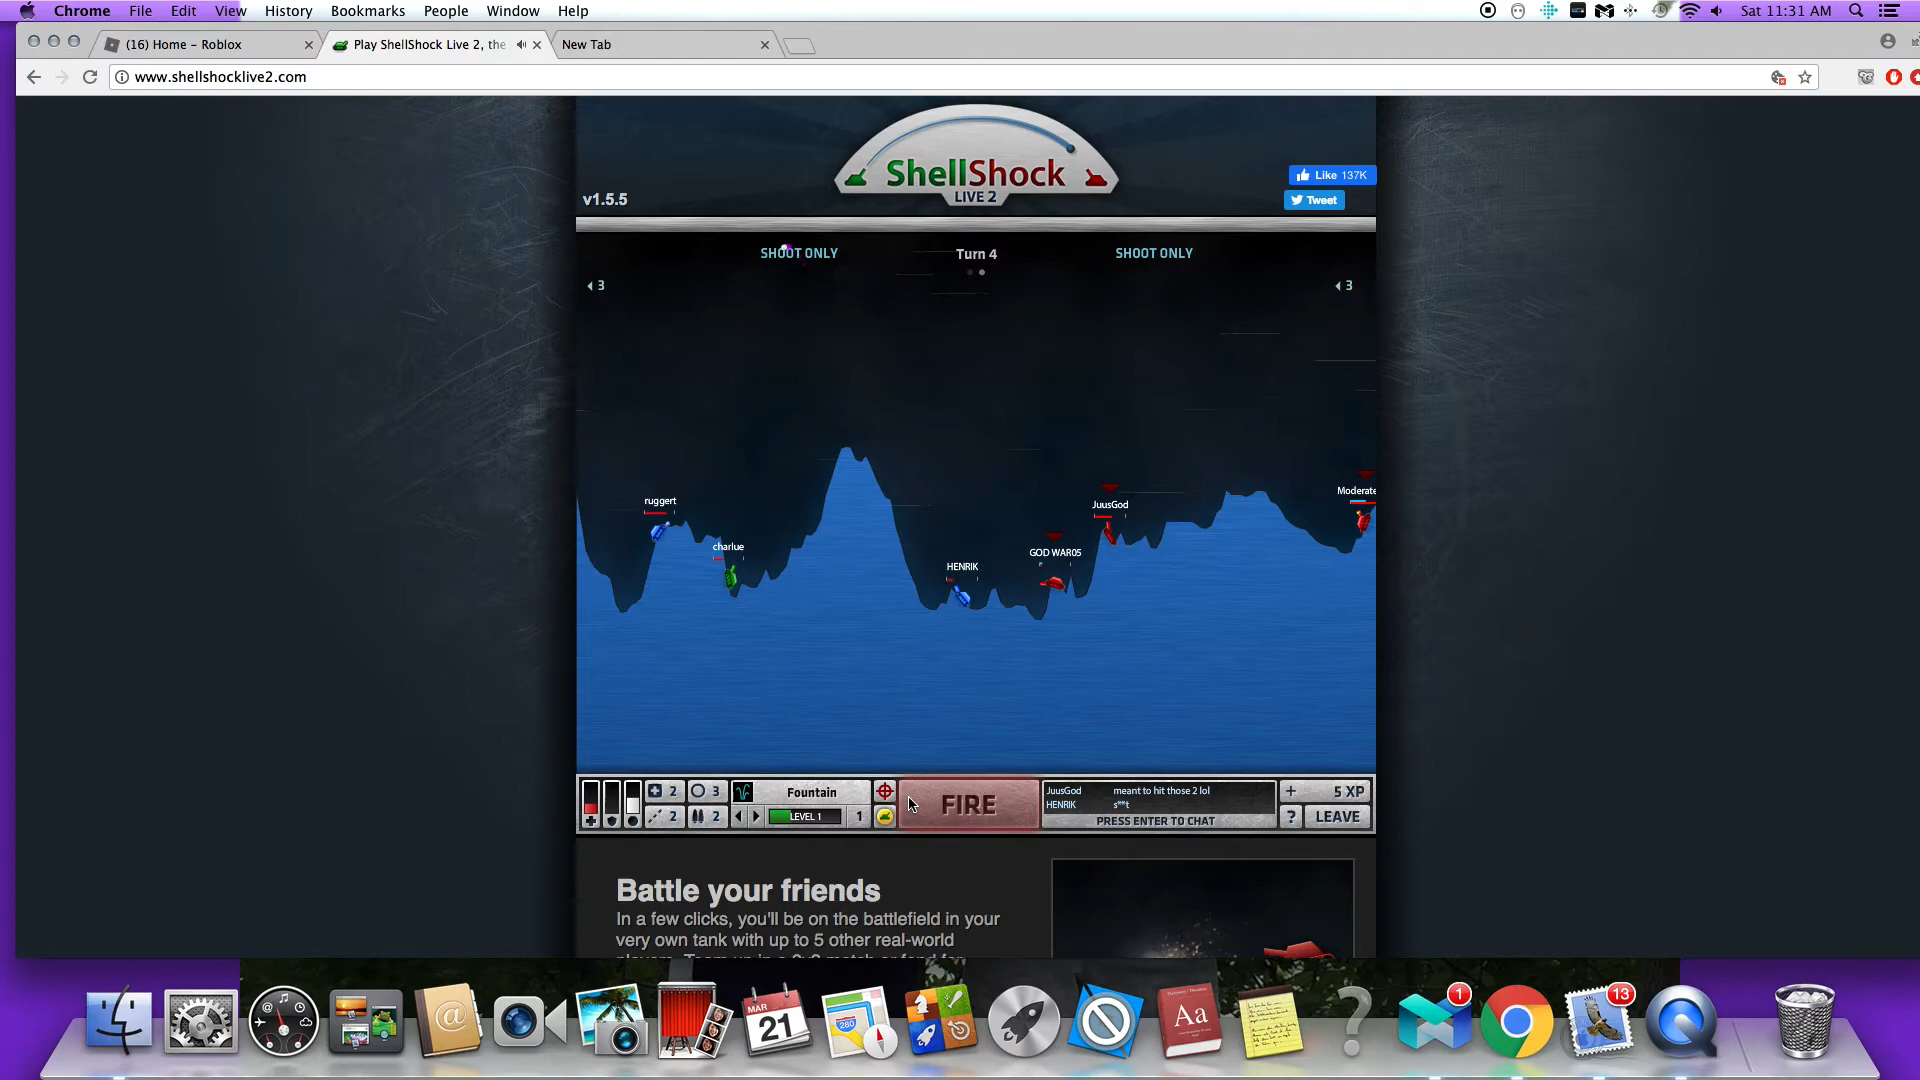 Chrome File Edit View History Bookmarks People Window Help Sat 11:31 AM
(16) Home – Roblox Play ShellShock Live 2, the New Tab
www.shellshocklive2.com
ShellShock
LIVE 2
v1.5.5
Like 137K
Tweet
SHOOT ONLY Turn 4 SHOOT ONLY
3 3
ruggert
charlue
HENRIK
GOD WAR05
JuusGod
Moderate
2 3 Fountain
2 2 LEVEL 1 1
FIRE
JuusGod meant to hit those 2 lol
HENRIK s**t
PRESS ENTER TO CHAT
+ 5 XP
? LEAVE
Battle your friends
In a few clicks, you'll be on the battlefield in your
very own tank with up to 5 other real-world
MAR
21
280
Aa
1
13